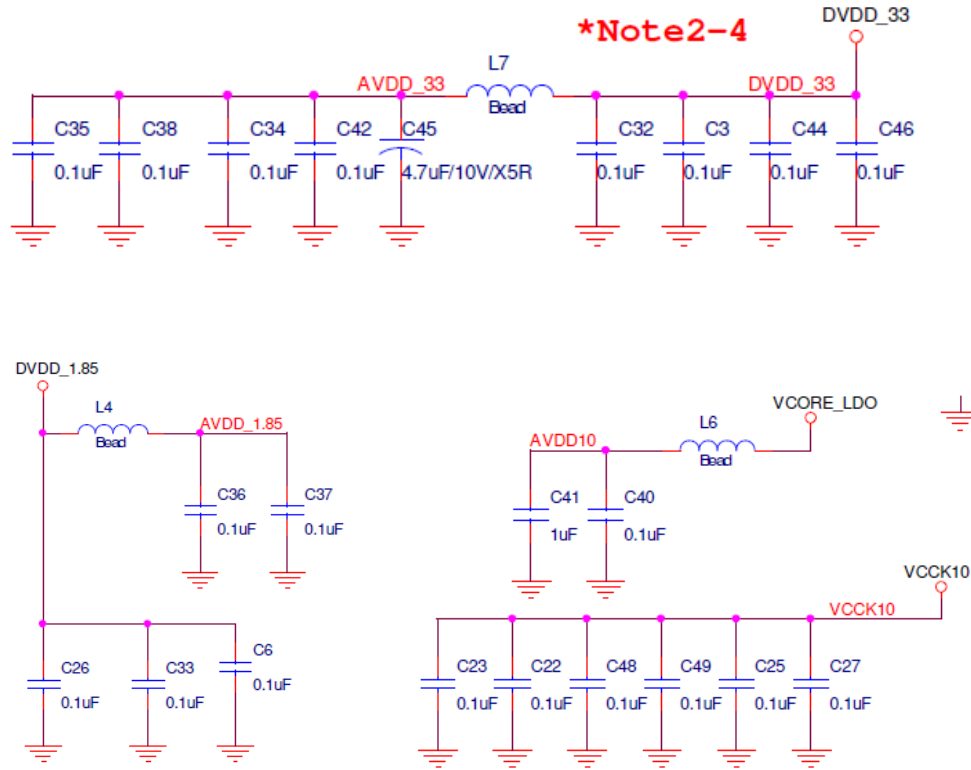 *Note2-4
DVDD_33
L7
AVDD_33
DVDD_33
Bead
C35
C38
C34
C42
C45
C32
C3
C44
C46
0.1uF
0.1uF
0.1uF
0.1uF
4.7uF/10V/X5R
0.1uF
0.1uF
0.1uF
0.1uF
DVDD_1.85
L4
AVDD_1.85
Bead
C36
C37
0.1uF
0.1uF
C26
C33
C6
0.1uF
0.1uF
0.1uF
VCORE_LDO
L6
AVDD10
Bead
C41
C40
1uF
0.1uF
VCCK10
VCCK10
C23
C22
C48
C49
C25
C27
0.1uF
0.1uF
0.1uF
0.1uF
0.1uF
0.1uF